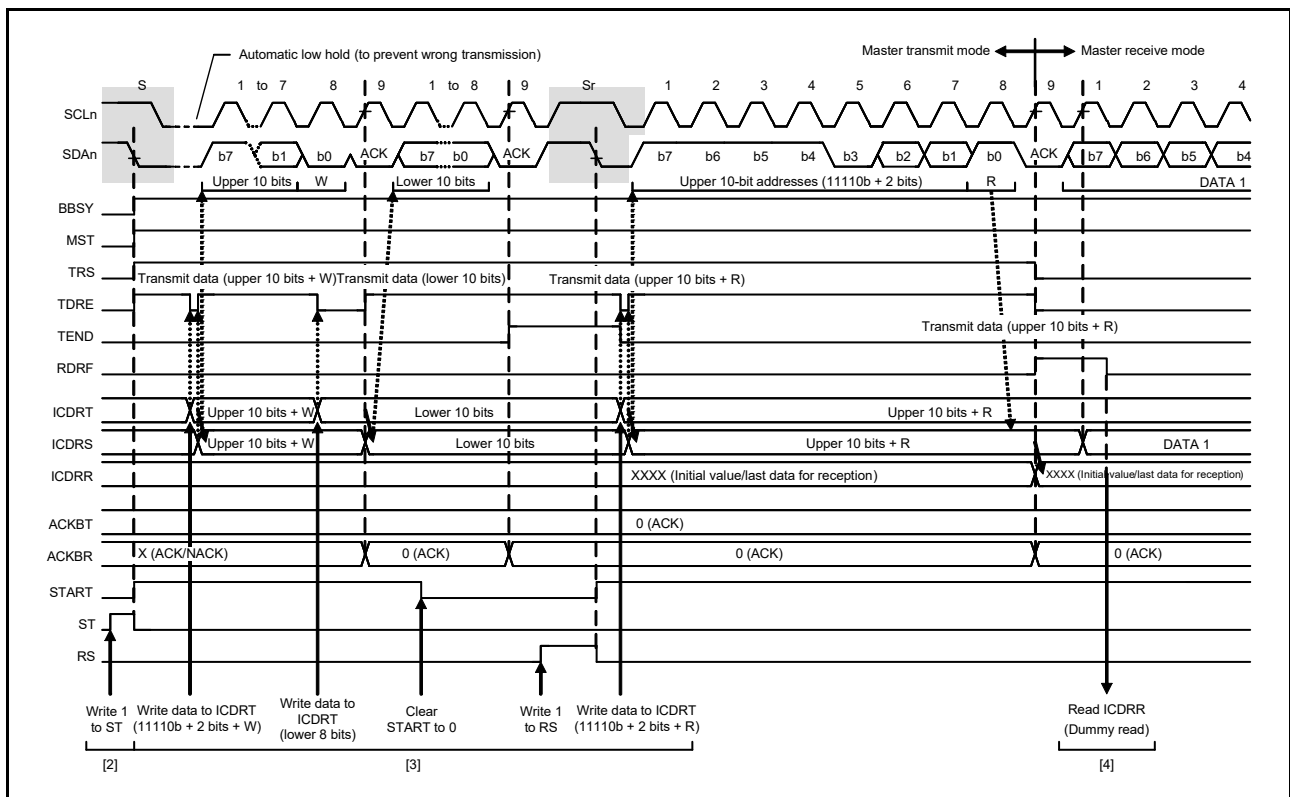 Automatic low hold (to prevent wrong transmission)
Master transmit mode
Master receive mode
S
1 to 7 8 9 1 to 8 9
Sr
1 2 3 4 5 6 7 8 9 1 2 3 4
SCLn
SDAn
b7 b1 b0 ACK b7 b0 ACK b7 b6 b5 b4 b3 b2 b1 b0 ACK b7 b6 b5 b4
Upper 10 bits W Lower 10 bits Upper 10-bit addresses (11110b + 2 bits) R DATA 1
BBSY
MST
TRS
Transmit data (upper 10 bits + W) Transmit data (lower 10 bits) Transmit data (upper 10 bits + R)
TDRE
TEND
Transmit data (upper 10 bits + R)
RDRF
ICDRT
Upper 10 bits + W Lower 10 bits Upper 10 bits + R
ICDRS
Upper 10 bits + W Lower 10 bits Upper 10 bits + R DATA 1
ICDRR
XXXX (Initial value/last data for reception) XXXX (Initial value/last data for reception)
ACKBT
0 (ACK)
ACKBR
X (ACK/NACK) 0 (ACK) 0 (ACK) 0 (ACK)
START
ST
RS
Write 1
to ST
Write data to ICDRT
(11110b + 2 bits + W)
Write data to
ICDRT
(lower 8 bits)
Clear
START to 0
Write 1
to RS
Write data to ICDRT
(11110b + 2 bits + R)
Read ICDRR
(Dummy read)
[2]
[3]
[4]